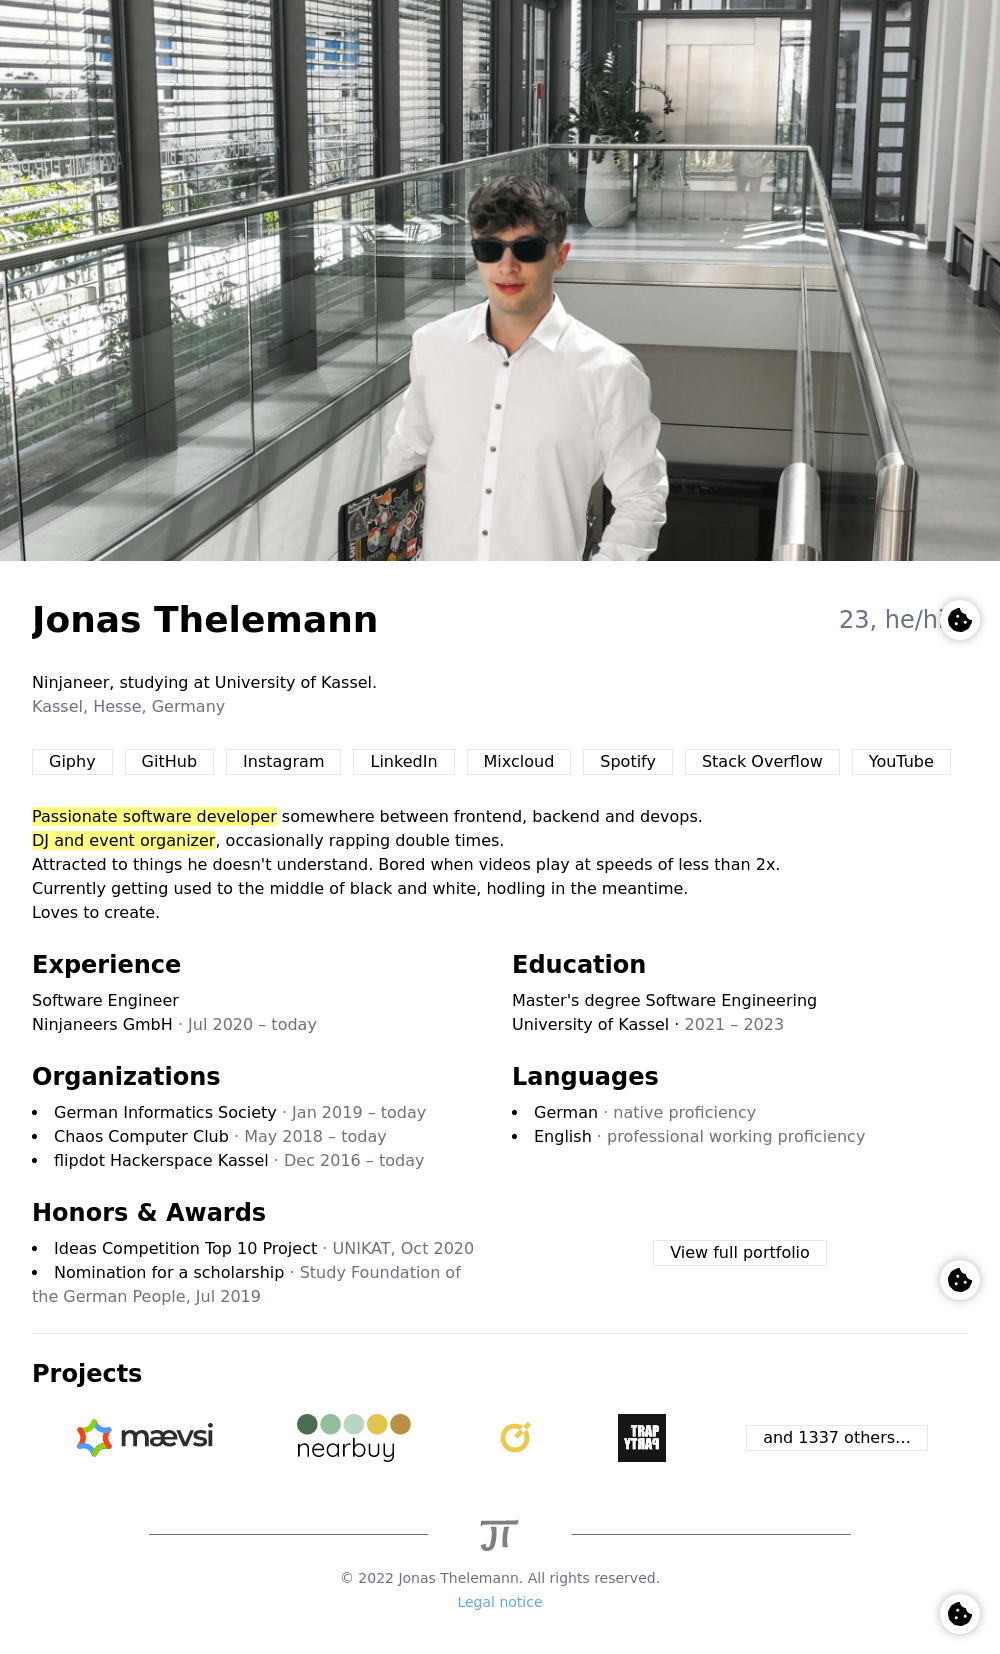 Jonas Thelemann
23, he/hi
Ninjaneer, studying at University of Kassel.
Kassel, Hesse, Germany
Giphy GitHub Instagram LinkedIn Mixcloud Spotify Stack Overflow YouTube
Passionate software developer somewhere between frontend, backend and devops.
DJ and event organizer, occasionally rapping double times.
Attracted to things he doesn't understand. Bored when videos play at speeds of less than 2x.
Currently getting used to the middle of black and white, hodling in the meantime.
Loves to create.
Experience
Software Engineer
Ninjaneers GmbH · Jul 2020 – today
Education
Master's degree Software Engineering
University of Kassel · 2021 – 2023
Organizations
• German Informatics Society · Jan 2019 – today
• Chaos Computer Club · May 2018 – today
• flipdot Hackerspace Kassel · Dec 2016 – today
Languages
• German · native proficiency
• English · professional working proficiency
Honors & Awards
• Ideas Competition Top 10 Project · UNIKAT, Oct 2020
• Nomination for a scholarship · Study Foundation of
the German People, Jul 2019
View full portfolio
Projects
mævsi
nearbuy
TRAP
PARTY
and 1337 others…
JT
© 2022 Jonas Thelemann. All rights reserved.
Legal notice